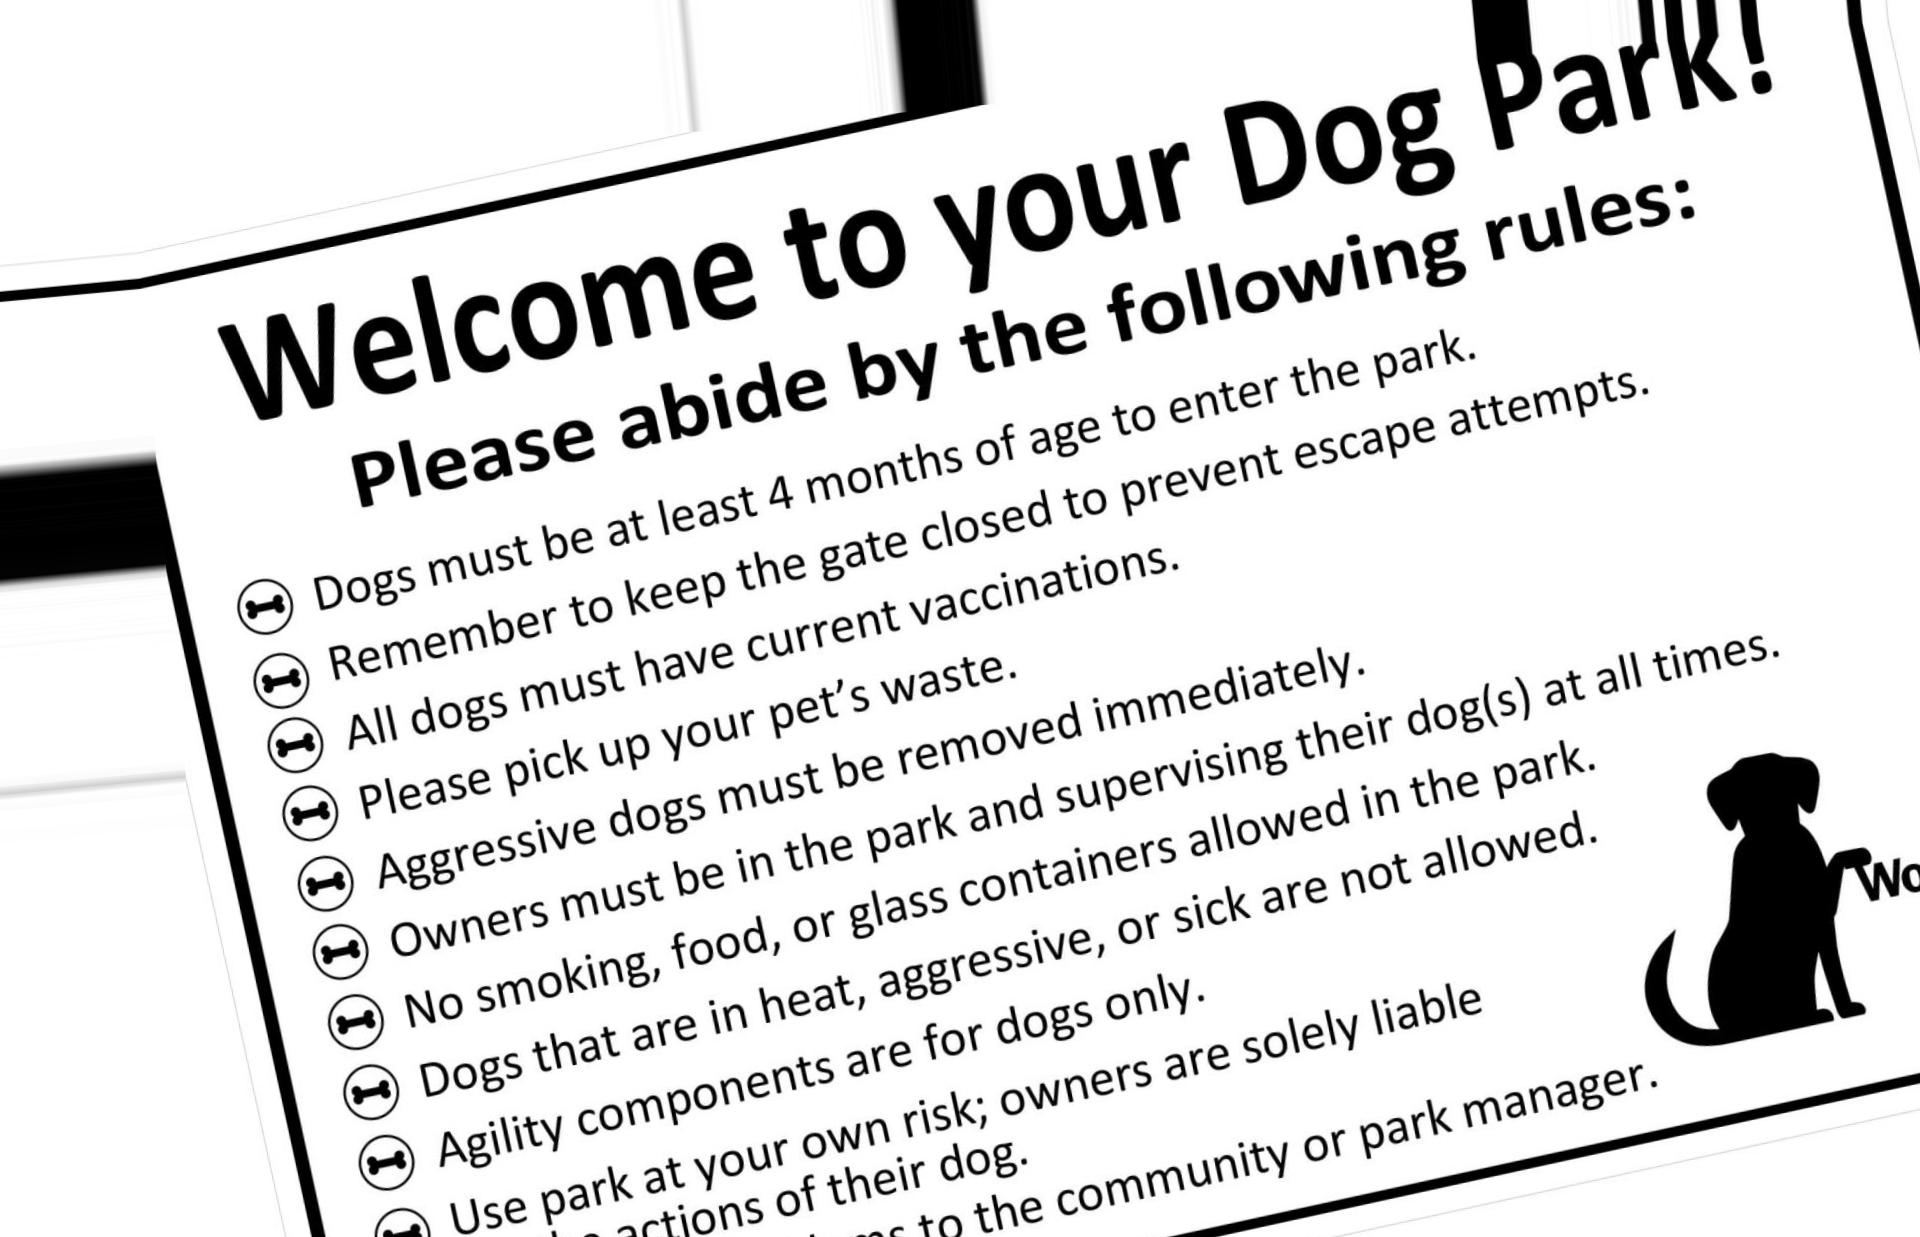 Welcome to your Dog Park!
Please abide by the following rules:
Dogs must be at least 4 months of age to enter the park.
Remember to keep the gate closed to prevent escape attempts.
All dogs must have current vaccinations.
Please pick up your pet’s waste.
Aggressive dogs must be removed immediately.
Owners must be in the park and supervising their dog(s) at all times.
No smoking, food, or glass containers allowed in the park.
Dogs that are in heat, aggressive, or sick are not allowed.
Agility components are for dogs only.
Use park at your own risk; owners are solely liable
actions of their dog.
to the community or park manager.